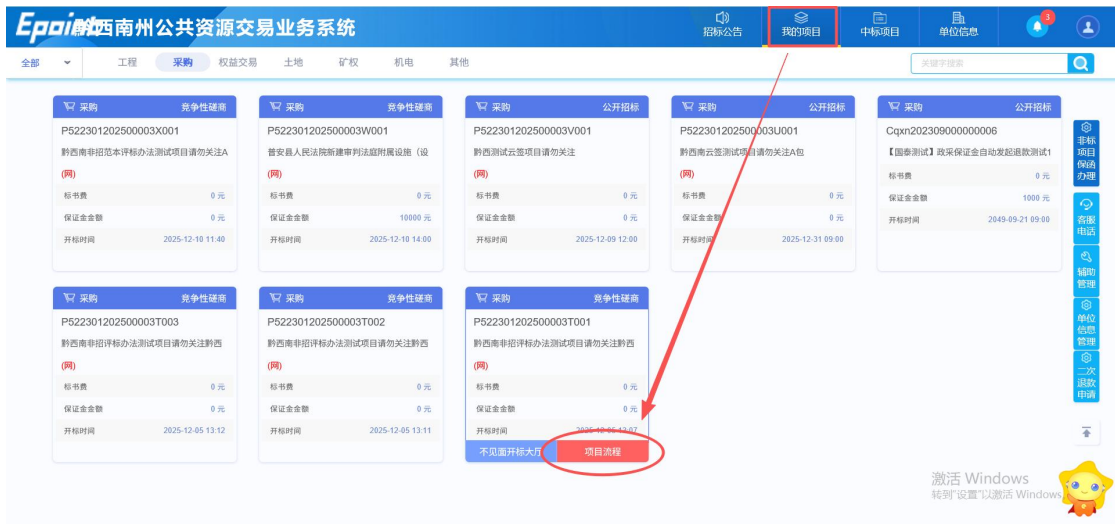 Epoint黔西南州公共资源交易业务系统
招标公告 我的项目 中标项目 单位信息 3
全部 工程 采购 权益交易 土地 矿权 机电 其他 关键字搜索
采购 竞争性磋商
P522301202500003X001
黔西南非招范本评标办法测试项目请勿关注A
(网)
标书费 0 元
保证金金额 0 元
开标时间 2025-12-10 11:40
采购 竞争性磋商
P522301202500003W001
普安县人民法院新建审判法庭附属设施（设
(网)
标书费 0 元
保证金金额 10000 元
开标时间 2025-12-10 14:00
采购 公开招标
P522301202500003V001
黔西测试云签项目请勿关注
(网)
标书费 0 元
保证金金额 0 元
开标时间 2025-12-09 12:00
采购 公开招标
P522301202500003U001
黔西南云签测试项目请勿关注A包
(网)
标书费 0 元
保证金金额 0 元
开标时间 2025-12-31 09:00
采购 公开招标
Cqxn202309000000006
【国泰测试】政采保证金自动发起退款测试1
标书费 0 元
保证金金额 1000 元
开标时间 2049-09-21 09:00
采购 竞争性磋商
P522301202500003T003
黔西南非招评标办法测试项目请勿关注黔西
(网)
标书费 0 元
保证金金额 0 元
开标时间 2025-12-05 13:12
采购 竞争性磋商
P522301202500003T002
黔西南非招评标办法测试项目请勿关注黔西
(网)
标书费 0 元
保证金金额 0 元
开标时间 2025-12-05 13:11
采购 竞争性磋商
P522301202500003T001
黔西南非招评标办法测试项目请勿关注黔西
(网)
标书费 0 元
保证金金额 0 元
开标时间 2025-12-05 13:07
不见面开标大厅 项目流程
非标
项目
保函
办理
客服
电话
辅助
管理
单位
信息
管理
二次
退款
申请
激活 Windows
转到"设置"以激活 Windows